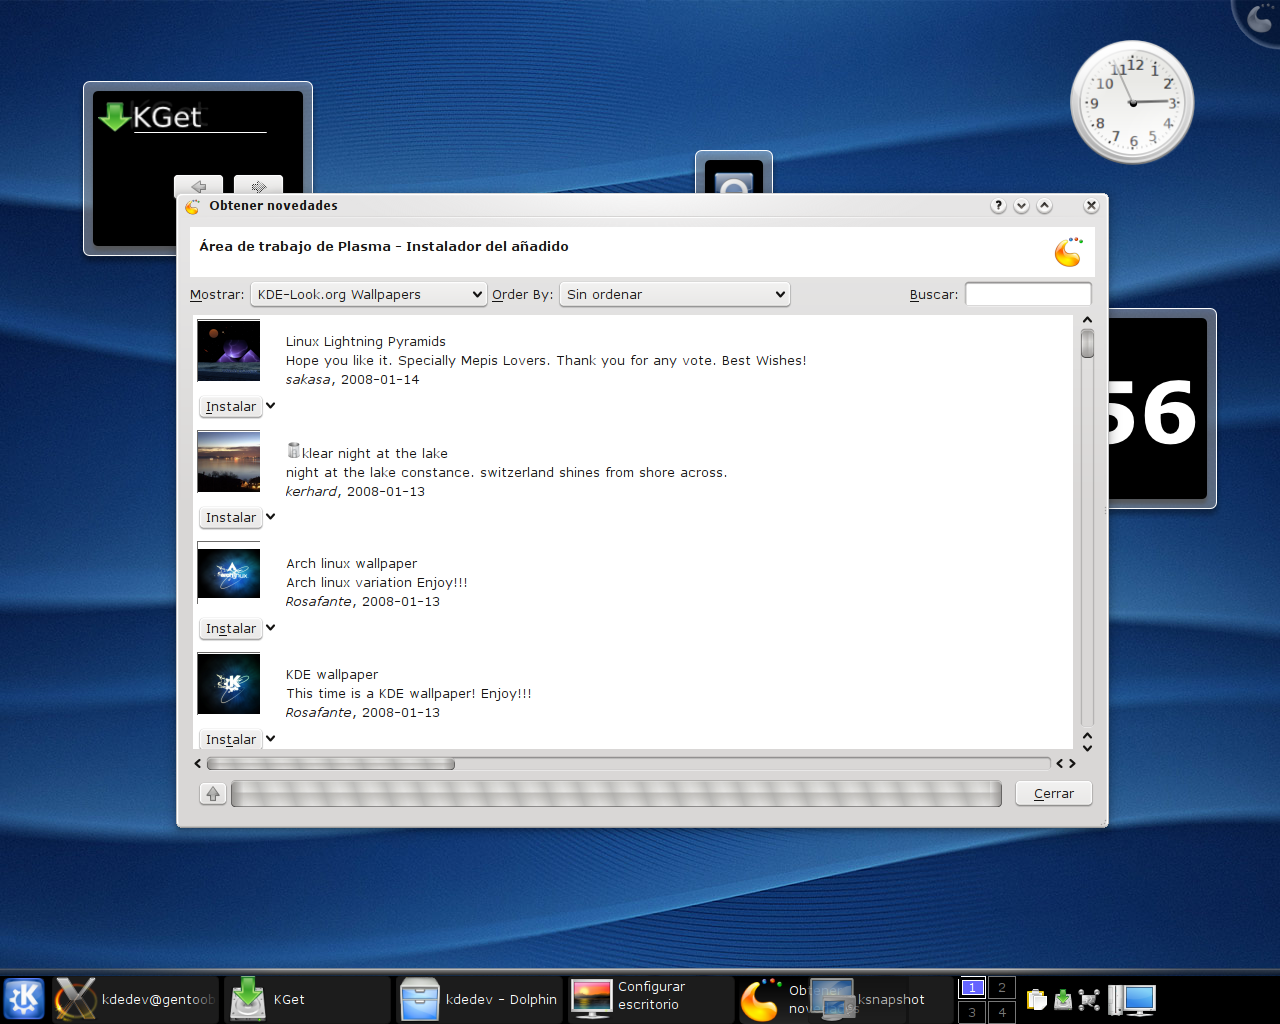 KGet
12
1
2
3
4
5
6
7
8
9
10
11
Obtener novedades
?
Área de trabajo de Plasma - Instalador del añadido
Mostrar: KDE-Look.org Wallpapers Order By: Sin ordenar Buscar:
Linux Lightning Pyramids
Hope you like it. Specially Mepis Lovers. Thank you for any vote. Best Wishes!
sakasa, 2008-01-14
Instalar
klear night at the lake
night at the lake constance. switzerland shines from shore across.
kerhard, 2008-01-13
Instalar
56
Arch linux wallpaper
Arch linux variation Enjoy!!!
Rosafante, 2008-01-13
Instalar
KDE wallpaper
This time is a KDE wallpaper! Enjoy!!!
Rosafante, 2008-01-13
Instalar
Cerrar
kdedev@gentoob
KGet
kdedev - Dolphin
Configurar
escritorio
ksnapshot
1 2
3 4